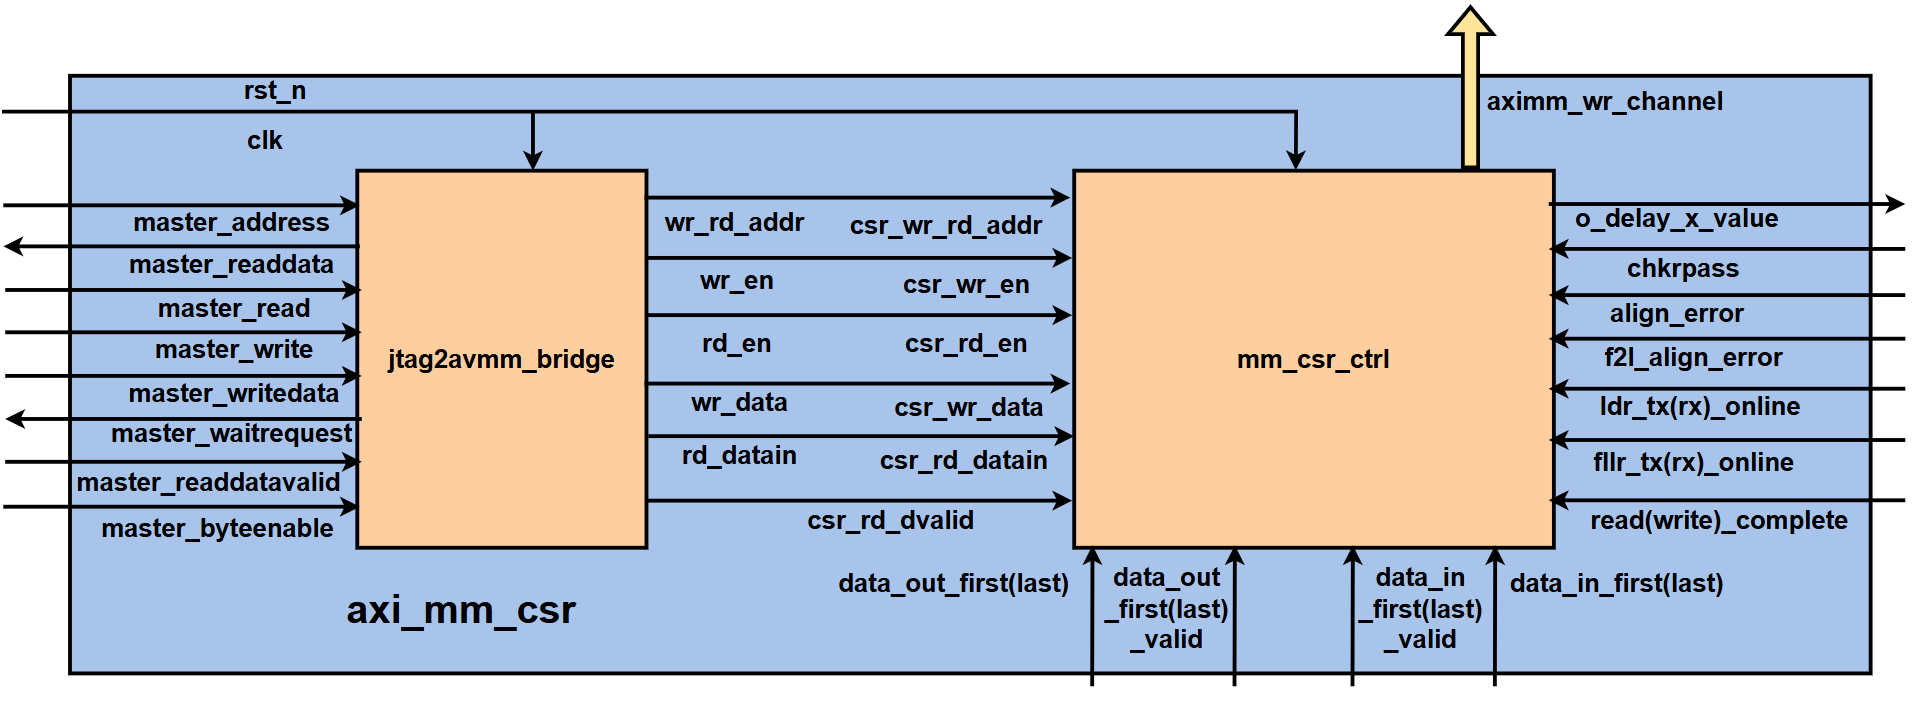 rst_n
aximm_wr_channel
clk
master_address
master_readdata
master_read
master_write
master_writedata
master_waitrequest
master_readdatavalid
master_byteenable
jtag2avmm_bridge
wr_rd_addr
csr_wr_rd_addr
wr_en
csr_wr_en
rd_en
csr_rd_en
wr_data
csr_wr_data
rd_datain
csr_rd_datain
csr_rd_dvalid
mm_csr_ctrl
o_delay_x_value
chkrpass
align_error
f2l_align_error
ldr_tx(rx)_online
fllr_tx(rx)_online
read(write)_complete
data_out_first(last)
data_out
_first(last)
_valid
data_in
_first(last)
_valid
data_in_first(last)
axi_mm_csr